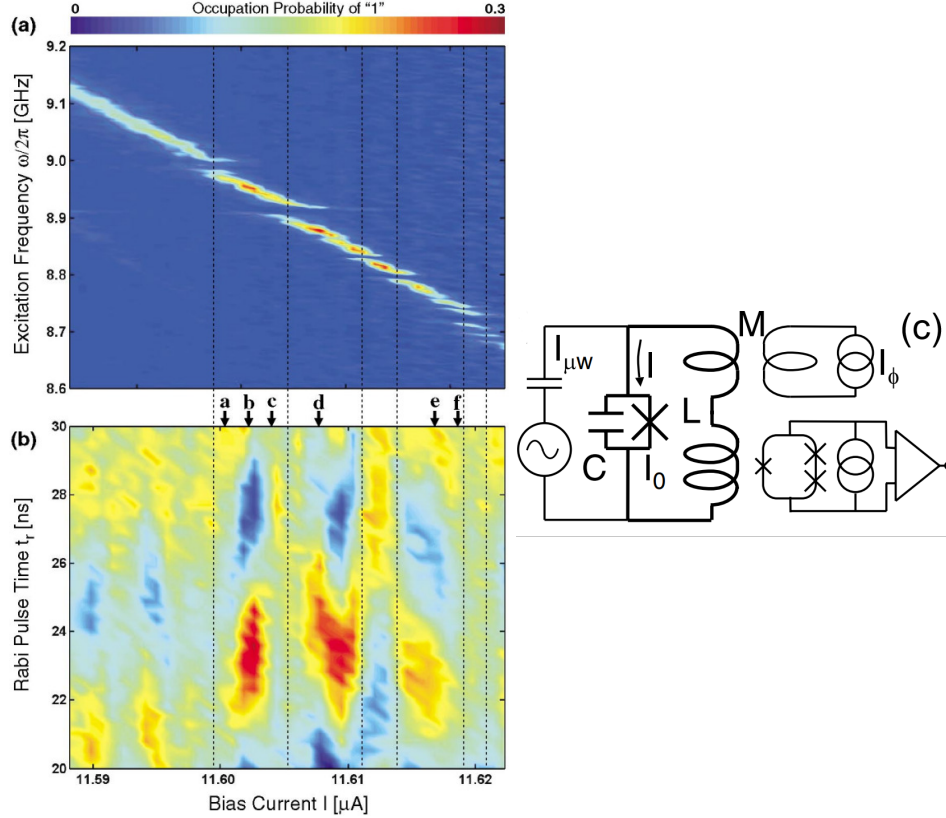 (a)
0 Occupation Probability of “1” 0.3
Excitation Frequency ω/2π [GHz]
9.2
9.1
9.0
8.9
8.8
8.7
8.6
a b c d e f
(b)
Rabi Pulse Time tᵣ [ns]
30
28
26
24
22
20
11.59 11.60 11.61 11.62
Bias Current I [μA]
(c)
M
Iμw
I
Iϕ
L
C
I₀